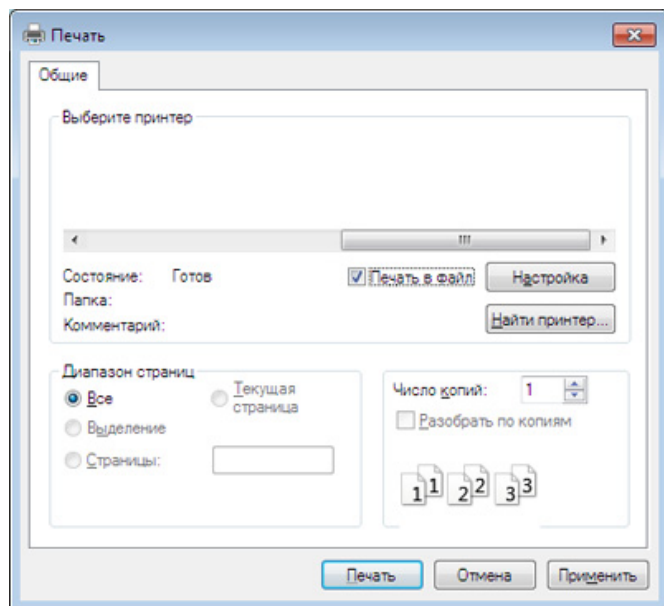 Печать
Общие
Выберите принтер
Состояние: Готов
Печать в файл
Настройка
Папка:
Комментарий:
Найти принтер...
Диапазон страниц
Все
Текущая страница
Выделение
Страницы:
Число копий: 1
Разобрать по копиям
1 1 2 2 3 3
Печать
Отмена
Применить